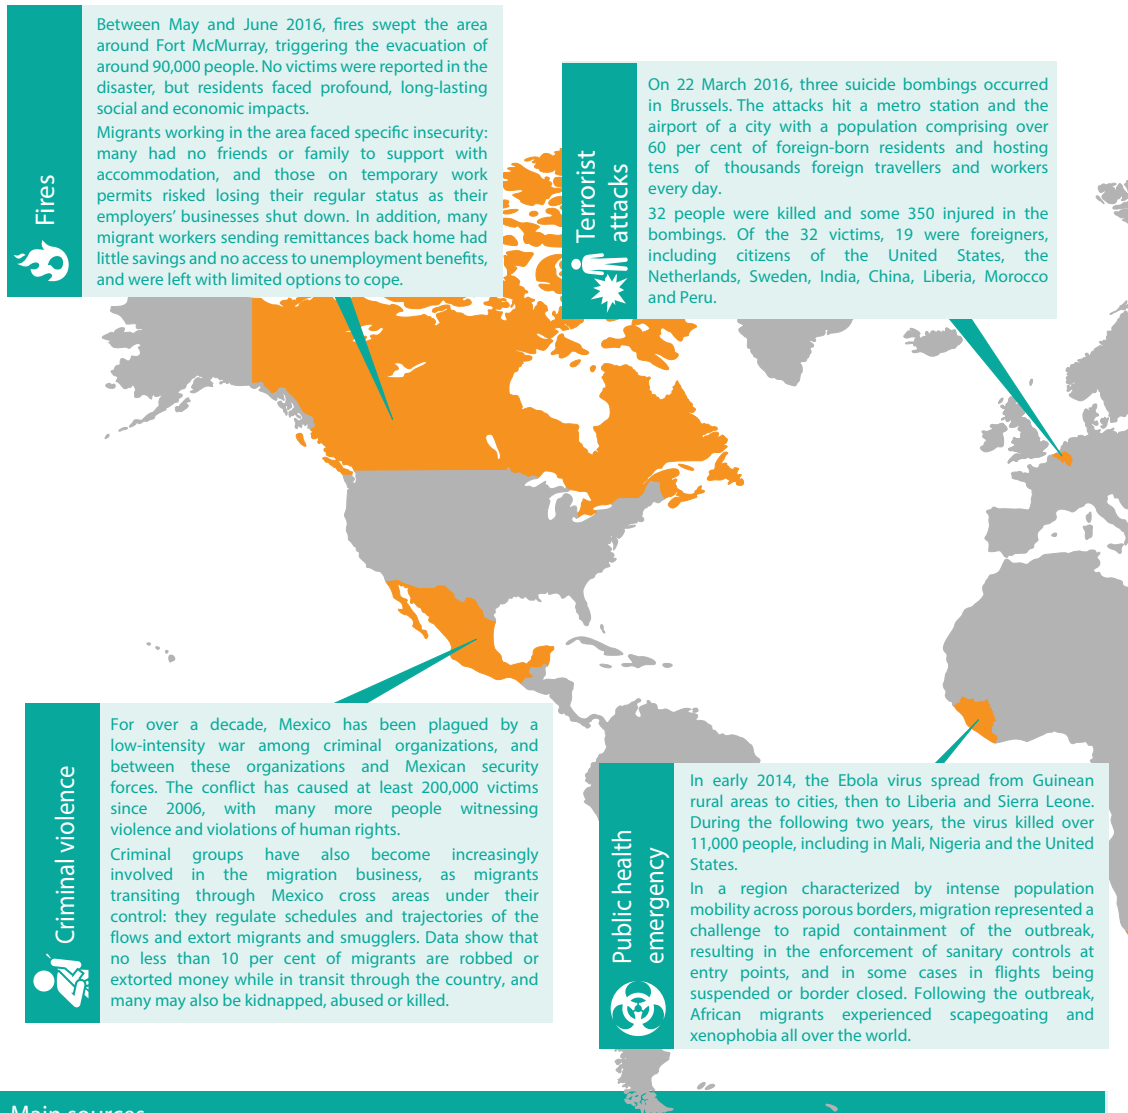 Fires
Between May and June 2016, fires swept the area
around Fort McMurray, triggering the evacuation of
around 90,000 people. No victims were reported in the
disaster, but residents faced profound, long-lasting
social and economic impacts.
Migrants working in the area faced specific insecurity:
many had no friends or family to support with
accommodation, and those on temporary work
permits risked losing their regular status as their
employers' businesses shut down. In addition, many
migrant workers sending remittances back home had
little savings and no access to unemployment benefits,
and were left with limited options to cope.
Terrorist
attacks
On 22 March 2016, three suicide bombings occurred
in Brussels. The attacks hit a metro station and the
airport of a city with a population comprising over
60 per cent of foreign-born residents and hosting
tens of thousands foreign travellers and workers
every day.
32 people were killed and some 350 injured in the
bombings. Of the 32 victims, 19 were foreigners,
including citizens of the United States, the
Netherlands, Sweden, India, China, Liberia, Morocco
and Peru.
Criminal violence
For over a decade, Mexico has been plagued by a
low-intensity war among criminal organizations, and
between these organizations and Mexican security
forces. The conflict has caused at least 200,000 victims
since 2006, with many more people witnessing
violence and violations of human rights.
Criminal groups have also become increasingly
involved in the migration business, as migrants
transiting through Mexico cross areas under their
control: they regulate schedules and trajectories of the
flows and extort migrants and smugglers. Data show that
no less than 10 per cent of migrants are robbed or
extorted money while in transit through the country, and
many may also be kidnapped, abused or killed.
Public health
emergency
In early 2014, the Ebola virus spread from Guinean
rural areas to cities, then to Liberia and Sierra Leone.
During the following two years, the virus killed over
11,000 people, including in Mali, Nigeria and the United
States.
In a region characterized by intense population
mobility across porous borders, migration represented a
challenge to rapid containment of the outbreak,
resulting in the enforcement of sanitary controls at
entry points, and in some cases in flights being
suspended or border closed. Following the outbreak,
African migrants experienced scapegoating and
xenophobia all over the world.
Main sources